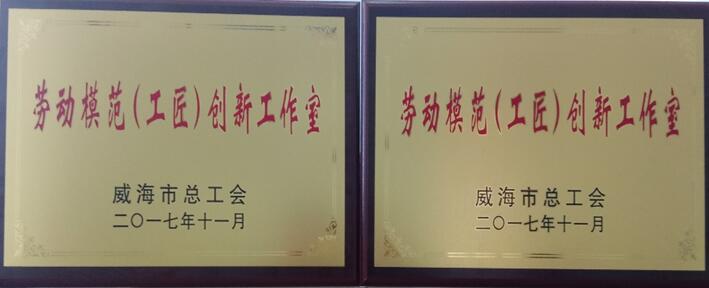 劳动模范(工匠)创新工作室
威海市总工会
二〇一七年十一月
劳动模范(工匠)创新工作室
威海市总工会
二〇一七年十一月